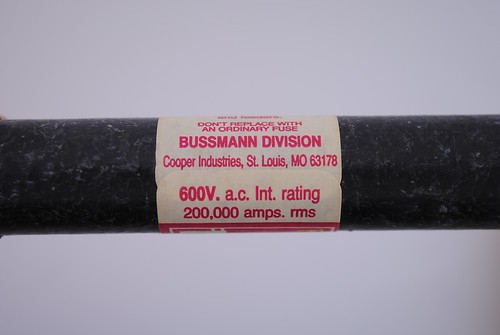 DON'T REPLACE WITH
AN ORDINARY FUSE
BUSSMANN DIVISION
Cooper Industries, St. Louis, MO 63178
600V. a.c. Int. rating
200,000 amps. rms